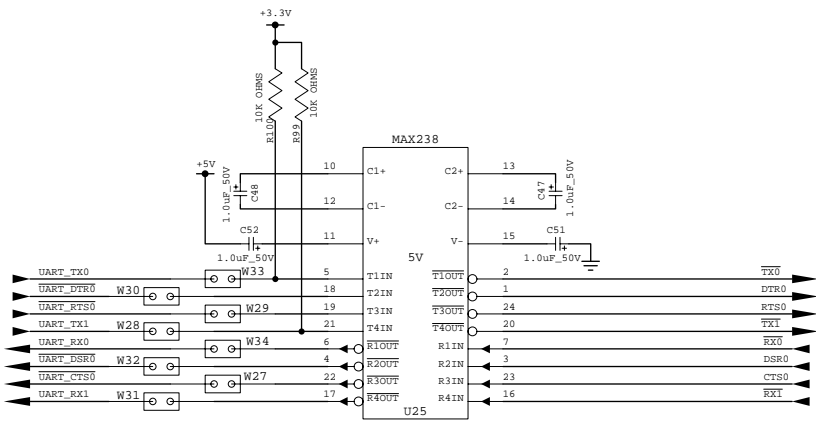 +3.3V
10K OHMS
R100
10K OHMS
R99
MAX238
+5V
10
C1+
C2+
13
1.0uF_50V
C48
C47
1.0uF_50V
12
C1-
C2-
14
C52
11
V+
V-
15
C51
1.0uF_50V
5V
1.0uF_50V
UART_TX0
W33
5
T1IN
T1OUT
2
TX0
UART_DTR0
W30
18
T2IN
T2OUT
1
DTR0
UART_RTS0
W29
19
T3IN
T3OUT
24
RTS0
UART_TX1
W28
21
T4IN
T4OUT
20
TX1
UART_RX0
W34
6
R1OUT
R1IN
7
RX0
UART_DSR0
W32
4
R2OUT
R2IN
3
DSR0
UART_CTS0
W27
22
R3OUT
R3IN
23
CTS0
UART_RX1
W31
17
R4OUT
R4IN
16
RX1
U25